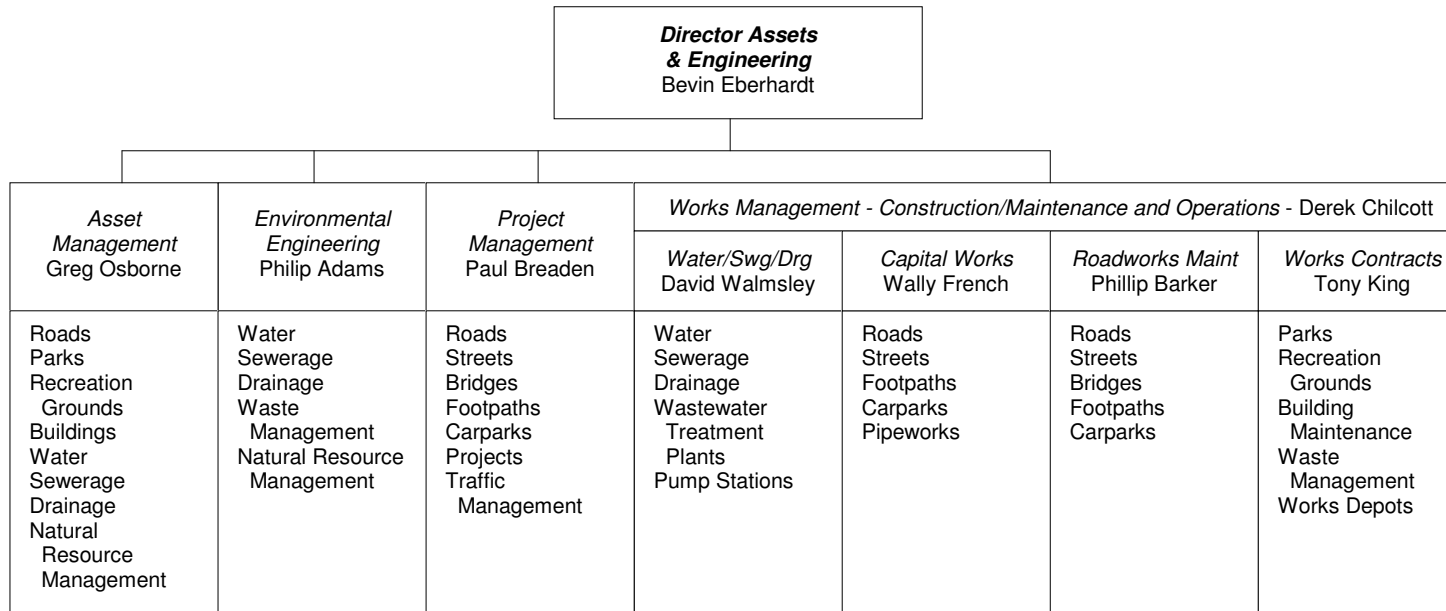 Director Assets
& Engineering
Bevin Eberhardt
Asset
Management
Greg Osborne
Environmental
Engineering
Philip Adams
Project
Management
Paul Breaden
Works Management - Construction/Maintenance and Operations - Derek Chilcott
Water/Swg/Drg
David Walmsley
Capital Works
Wally French
Roadworks Maint
Phillip Barker
Works Contracts
Tony King
Roads
Parks
Recreation
Grounds
Buildings
Water
Sewerage
Drainage
Natural
Resource
Management
Water
Sewerage
Drainage
Waste
Management
Natural Resource
Management
Roads
Streets
Bridges
Footpaths
Carparks
Projects
Traffic
Management
Water
Sewerage
Drainage
Wastewater
Treatment
Plants
Pump Stations
Roads
Streets
Footpaths
Carparks
Pipeworks
Roads
Streets
Bridges
Footpaths
Carparks
Parks
Recreation
Grounds
Building
Maintenance
Waste
Management
Works Depots